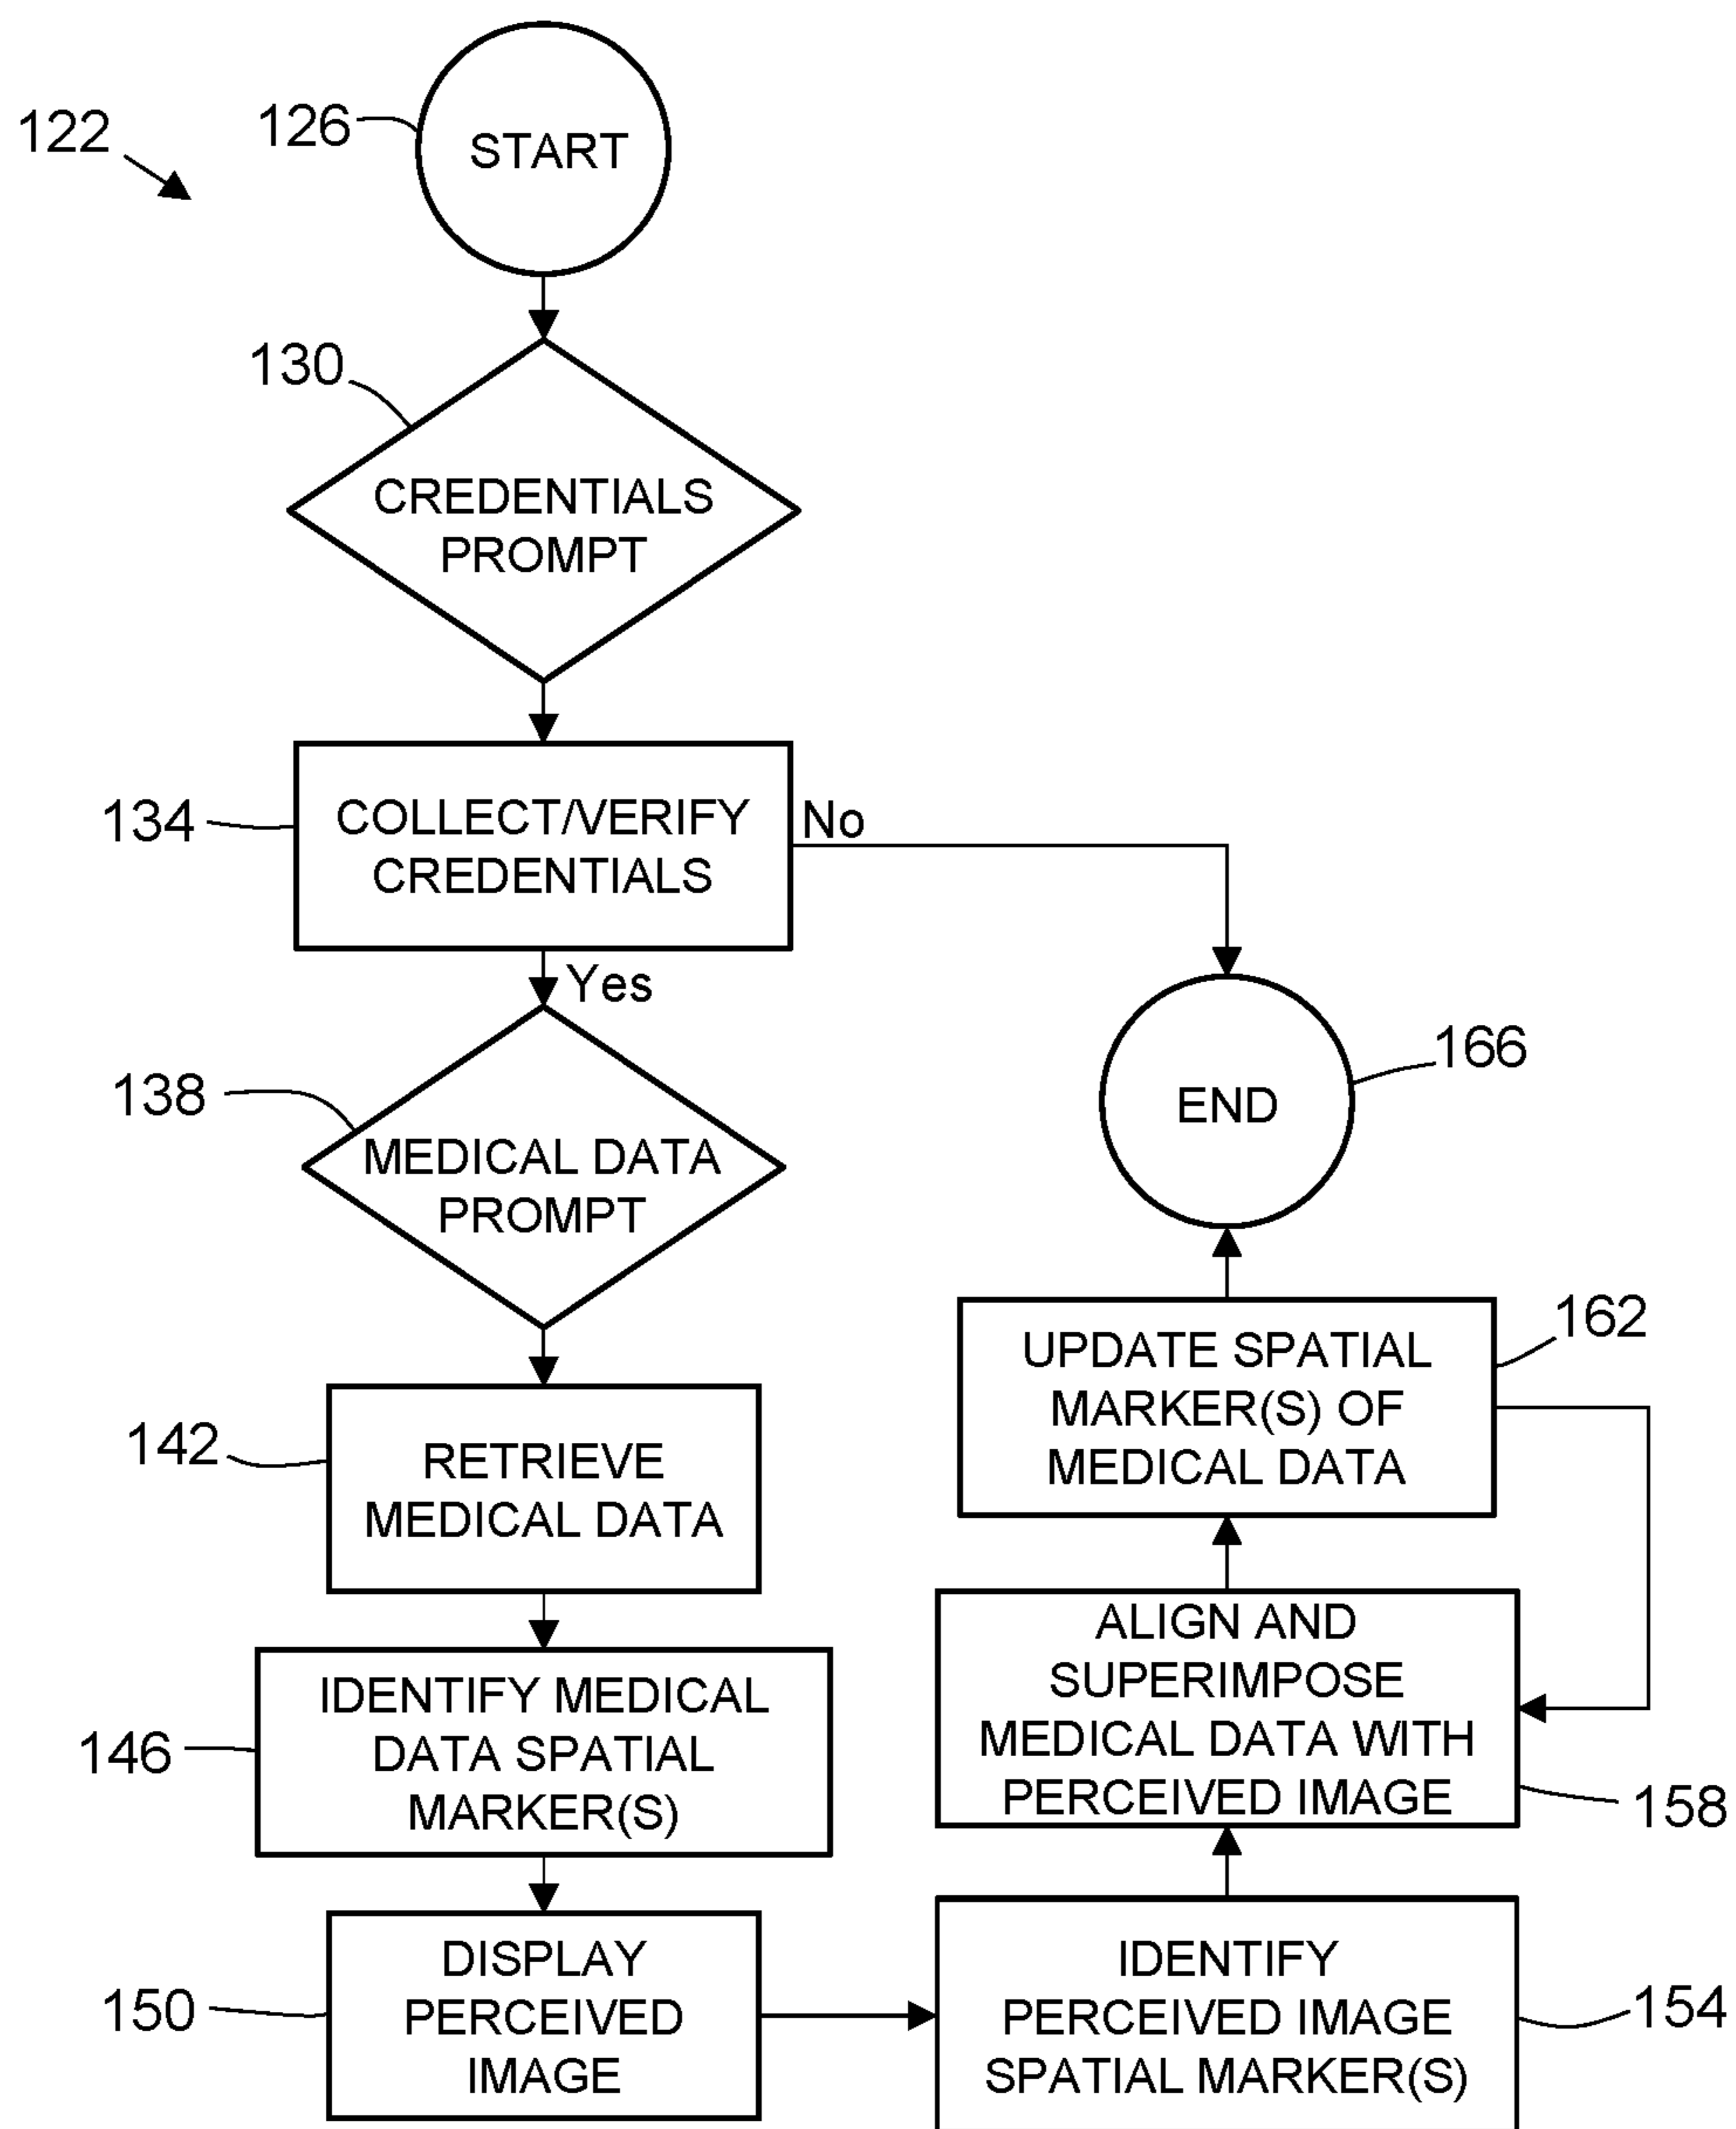 122
126
START
130
CREDENTIALS
PROMPT
134
COLLECT/VERIFY
CREDENTIALS
No
Yes
138
MEDICAL DATA
PROMPT
142
RETRIEVE
MEDICAL DATA
146
IDENTIFY MEDICAL
DATA SPATIAL
MARKER(S)
150
DISPLAY
PERCEIVED
IMAGE
IDENTIFY
PERCEIVED IMAGE
SPATIAL MARKER(S)
154
ALIGN AND
SUPERIMPOSE
MEDICAL DATA WITH
PERCEIVED IMAGE
158
UPDATE SPATIAL
MARKER(S) OF
MEDICAL DATA
162
END
166